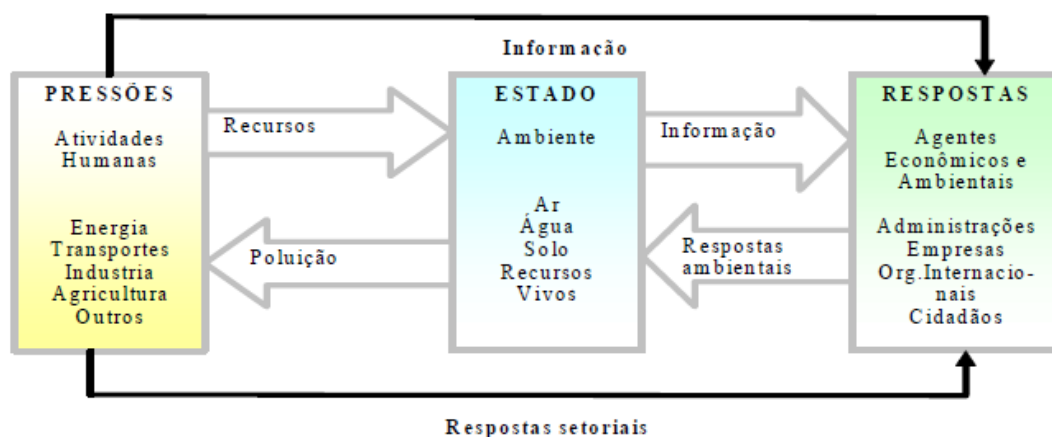 Informação
PRESSÕES
Atividades
Humanas
Energia
Transportes
Industria
Agricultura
Outros
Recursos
Poluição
ESTADO
Ambiente
Ar
Água
Solo
Recursos
Vivos
Informação
Respostas
ambientais
RESPOSTAS
Agentes
Econômicos e
Ambientais
Administrações
Empresas
Org.Internacio-
nais
Cidadãos
Respostas setoriais